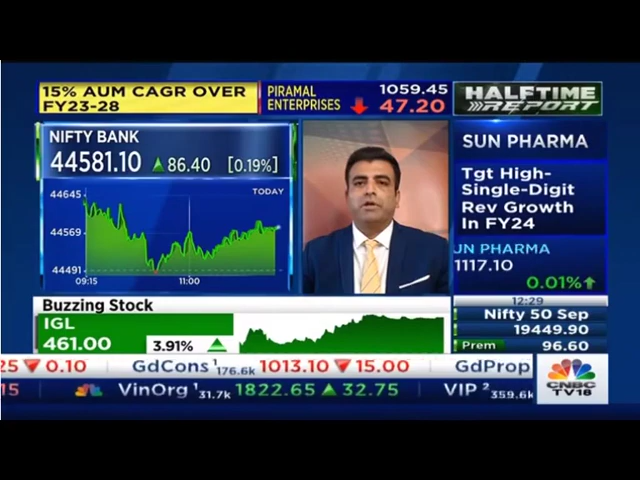 15% AUM CAGR OVER
FY23-28
PIRAMAL
ENTERPRISES
1059.45
47.20
HALFTIME
REPORT
NIFTY BANK
44581.10 86.40 [0.19%]
TODAY
44645
44569
44491
09:15 11:00
SUN PHARMA
Tgt High-
Single-Digit
Rev Growth
In FY24
UN PHARMA
1117.10
0.01%
Buzzing Stock
IGL
461.00 3.91%
12:29
Nifty 50 Sep
19449.90
Prem 96.60
25 0.10 GdCons 1 176.6k 1013.10 15.00 GdProp
15 VinOrg 1 31.7k 1822.65 32.75 VIP 2 359.6k
CNBC
TV18